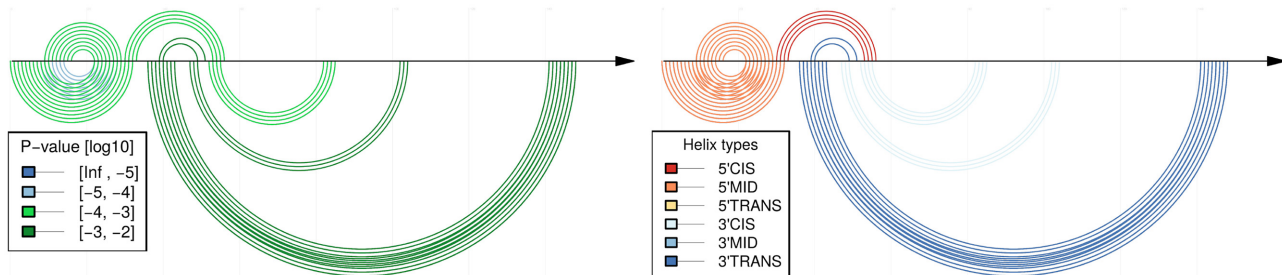 P-value [log10]
[Inf , -5]
[-5, -4]
[-4, -3]
[-3, -2]
Helix types
5'CIS
5'MID
5'TRANS
3'CIS
3'MID
3'TRANS